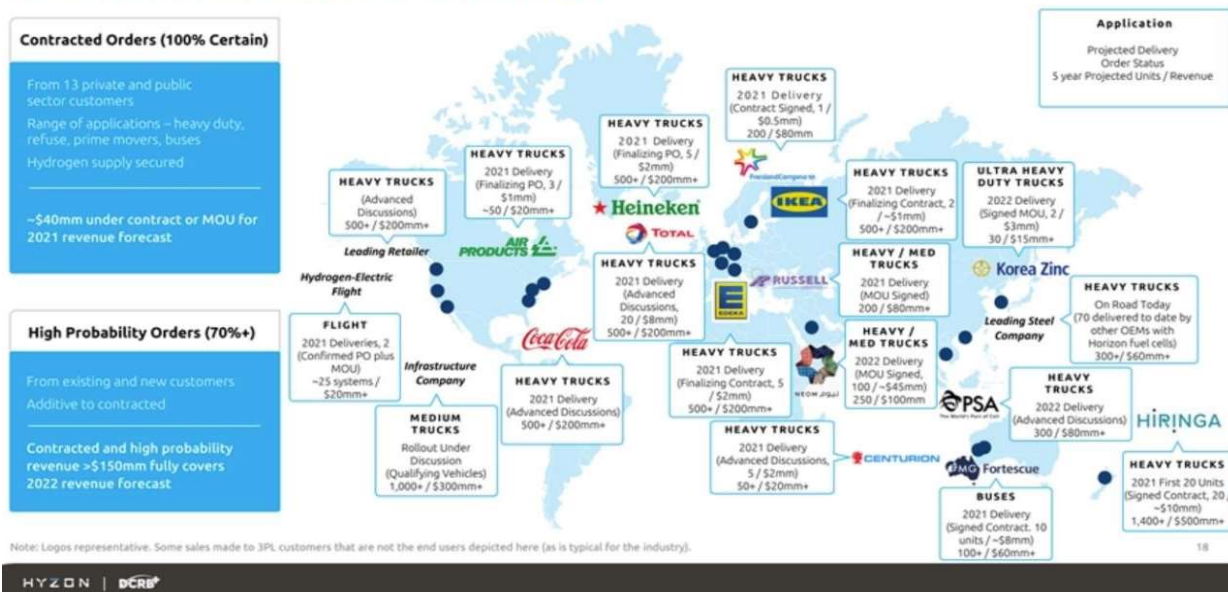 Contracted Orders (100% Certain)
From 13 private and public
sector customers
Range of applications – heavy duty,
refuse, prime movers, buses
Hydrogen supply secured
~$40mm under contract or MOU for
2021 revenue forecast
High Probability Orders (70%+)
From existing and new customers
Additive to contracted
Contracted and high probability
revenue >$150mm fully covers
2022 revenue forecast
Application
Projected Delivery
Order Status
5 year Projected Units / Revenue
HEAVY TRUCKS
(Advanced
Discussions)
500+ / $200mm+
Leading Retailer
Hydrogen-Electric
Flight
FLIGHT
2021 Deliveries, 2
(Confirmed PO plus
MOU)
~25 systems /
$20mm+
HEAVY TRUCKS
2021 Delivery
(Finalizing PO, 3 /
$1mm)
~50 / $20mm+
AIR
PRODUCTS
Infrastructure
Company
MEDIUM
TRUCKS
Rollout Under
Discussion
(Qualifying Vehicles)
1,000+ / $300mm+
Coca-Cola
HEAVY TRUCKS
2021 Delivery
(Advanced Discussions)
500+ / $200mm+
HEAVY TRUCKS
2021 Delivery
(Finalizing PO, 5 /
$2mm)
500+ / $200mm+
Heineken
TOTAL
HEAVY TRUCKS
2021 Delivery
(Advanced
Discussions,
20 / $8mm)
500+ / $200mm+
HEAVY TRUCKS
2021 Delivery
(Contract Signed, 1 /
$0.5mm)
200 / $80mm
FrieslandCampina
IKEA
HEAVY TRUCKS
2021 Delivery
(Finalizing Contract, 2
/ ~$1mm)
500+ / $200mm+
E
EDEKA
HEAVY TRUCKS
2021 Delivery
(Finalizing Contract, 5
/ $2mm)
500+ / $200mm+
RUSSELL
HEAVY / MED
TRUCKS
2021 Delivery
(MOU Signed)
200 / $80mm+
NEOM نيوم
HEAVY /
MED TRUCKS
2022 Delivery
(MOU Signed,
100 / ~$45mm)
250 / $100mm
HEAVY TRUCKS
2021 Delivery
(Advanced Discussions,
5 / $2mm)
50+ / $20mm+
CENTURION
ULTRA HEAVY
DUTY TRUCKS
2022 Delivery
(Signed MOU, 2 /
$3mm)
30 / $15mm+
Korea Zinc
Leading Steel
Company
HEAVY TRUCKS
On Road Today
(70 delivered to date by
other OEMs with
Horizon fuel cells)
300+/ $60mm+
PSA
The World's Port of Call
HEAVY
TRUCKS
2022 Delivery
(Advanced Discussions)
300 / $80mm+
FMG Fortescue
BUSES
2021 Delivery
(Signed Contract. 10
units / ~$8mm)
100+ / $60mm+
HIRINGA
HEAVY TRUCKS
2021 First 20 Units
(Signed Contract, 20 /
~$10mm)
1,400+ / $500mm+
Note: Logos representative. Some sales made to 3PL customers that are not the end users depicted here (as is typical for the industry).
18
HYZON | DCRB